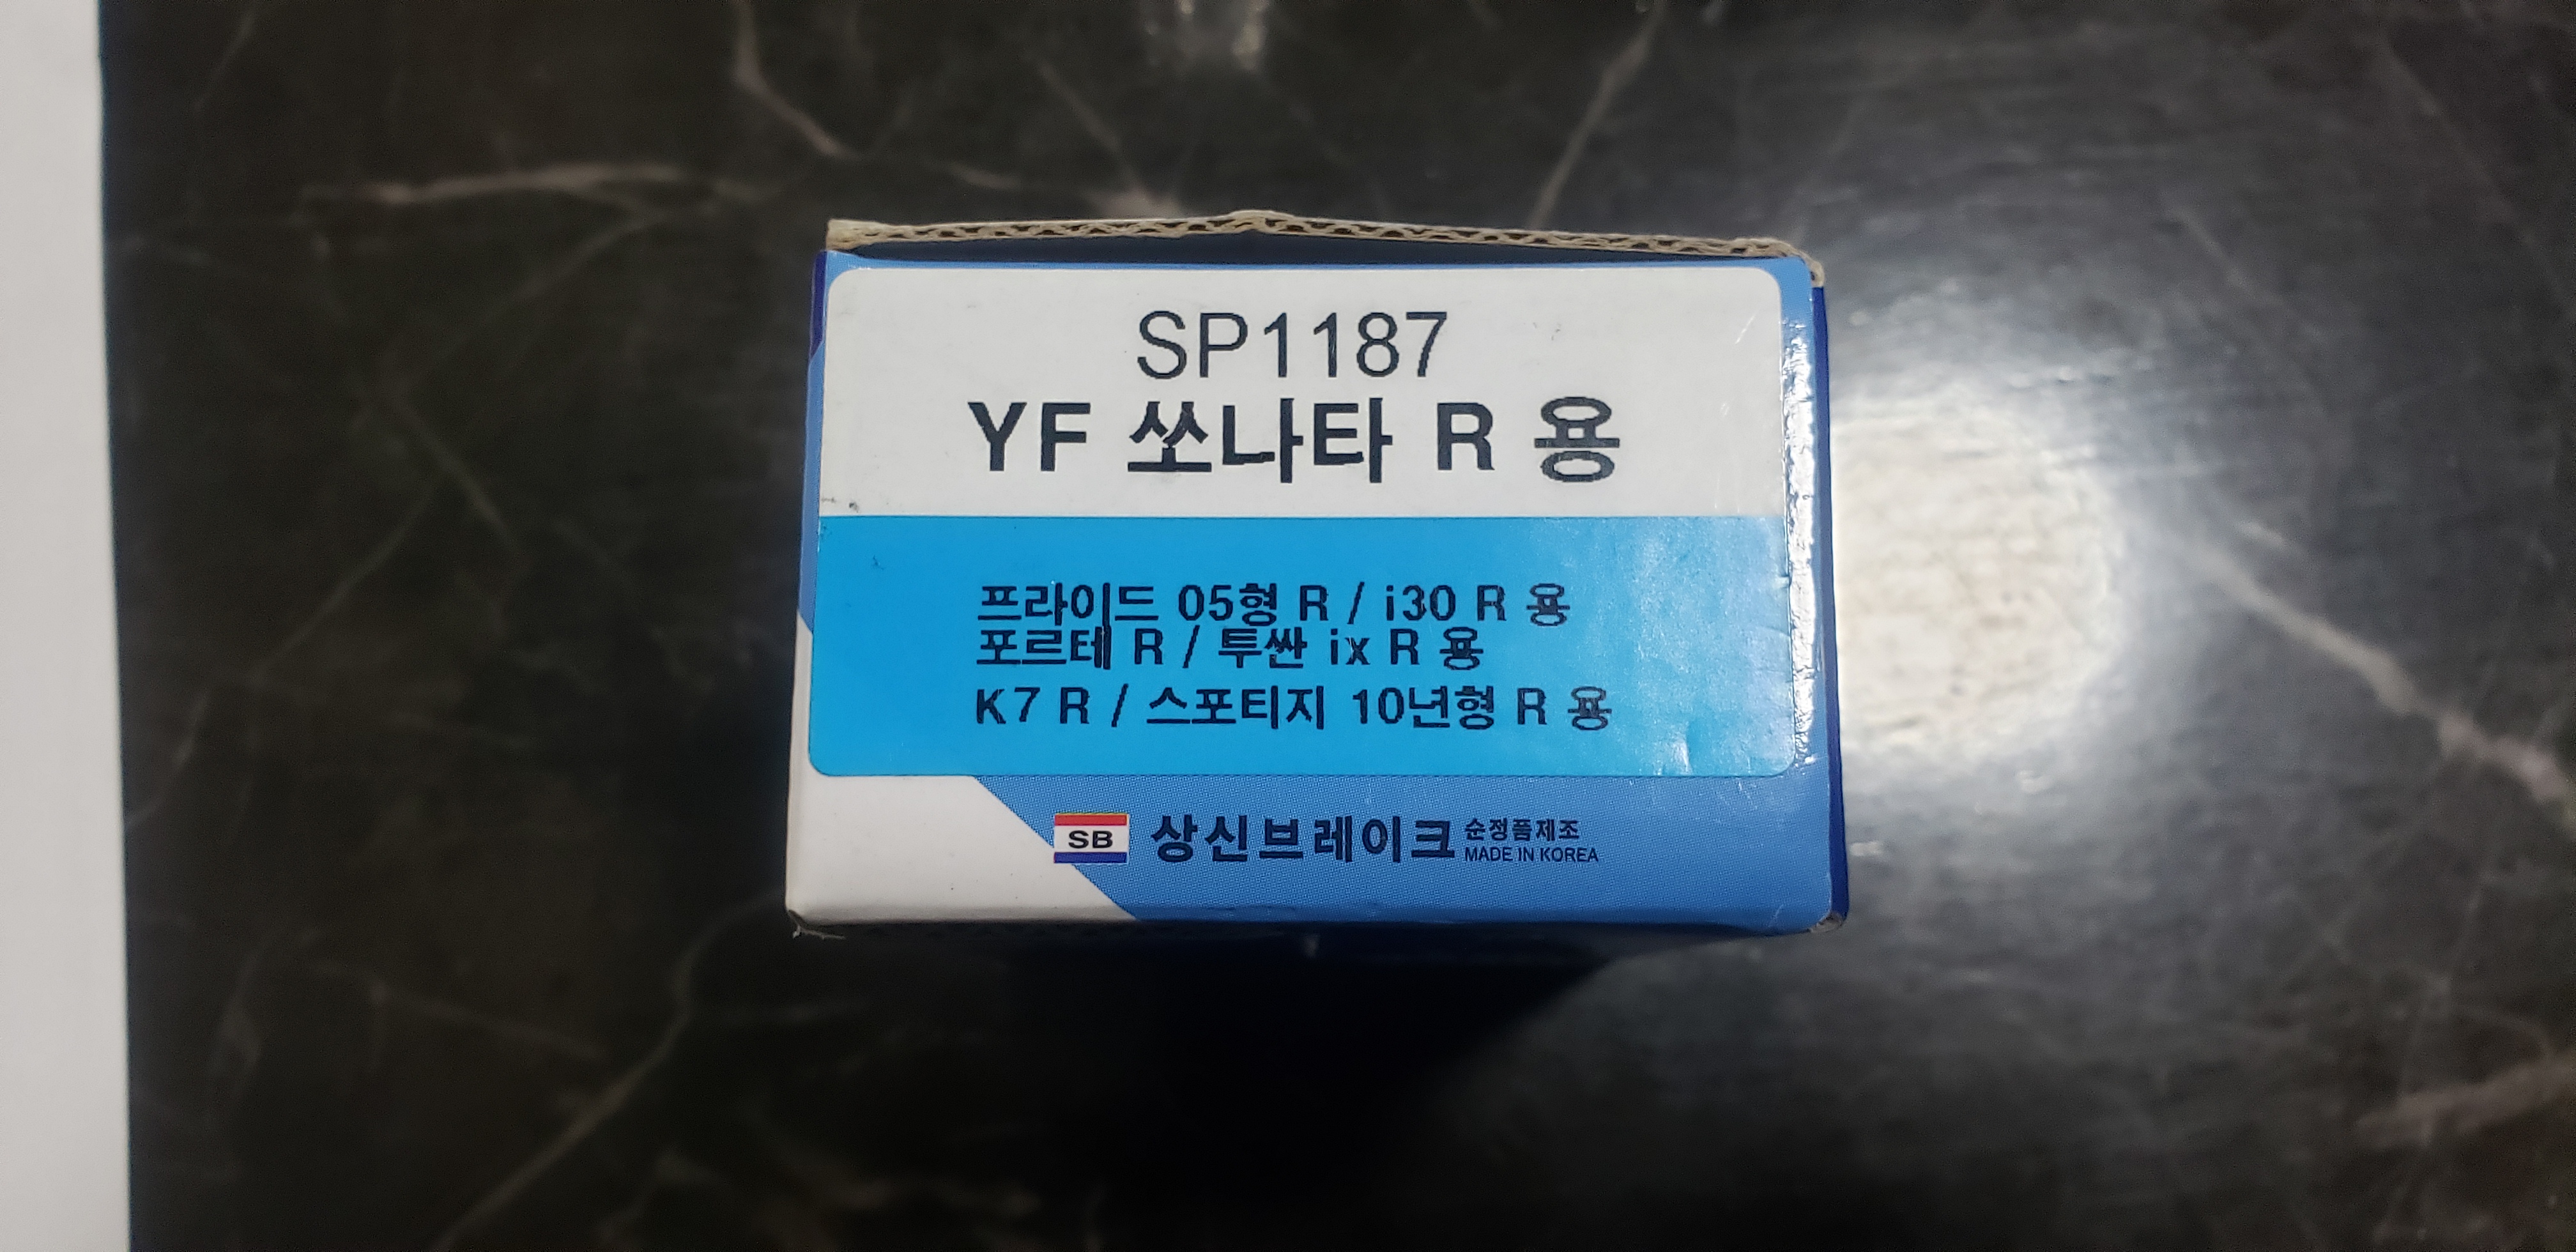 SP1187
YF 쏘나타 R 용
프라이드 05형 R / i30 R 용
포르테 R / 투싼 ix R 용
K7 R / 스포티지 10년형 R 용
SB 상신브레이크 순정품제조
MADE IN KOREA